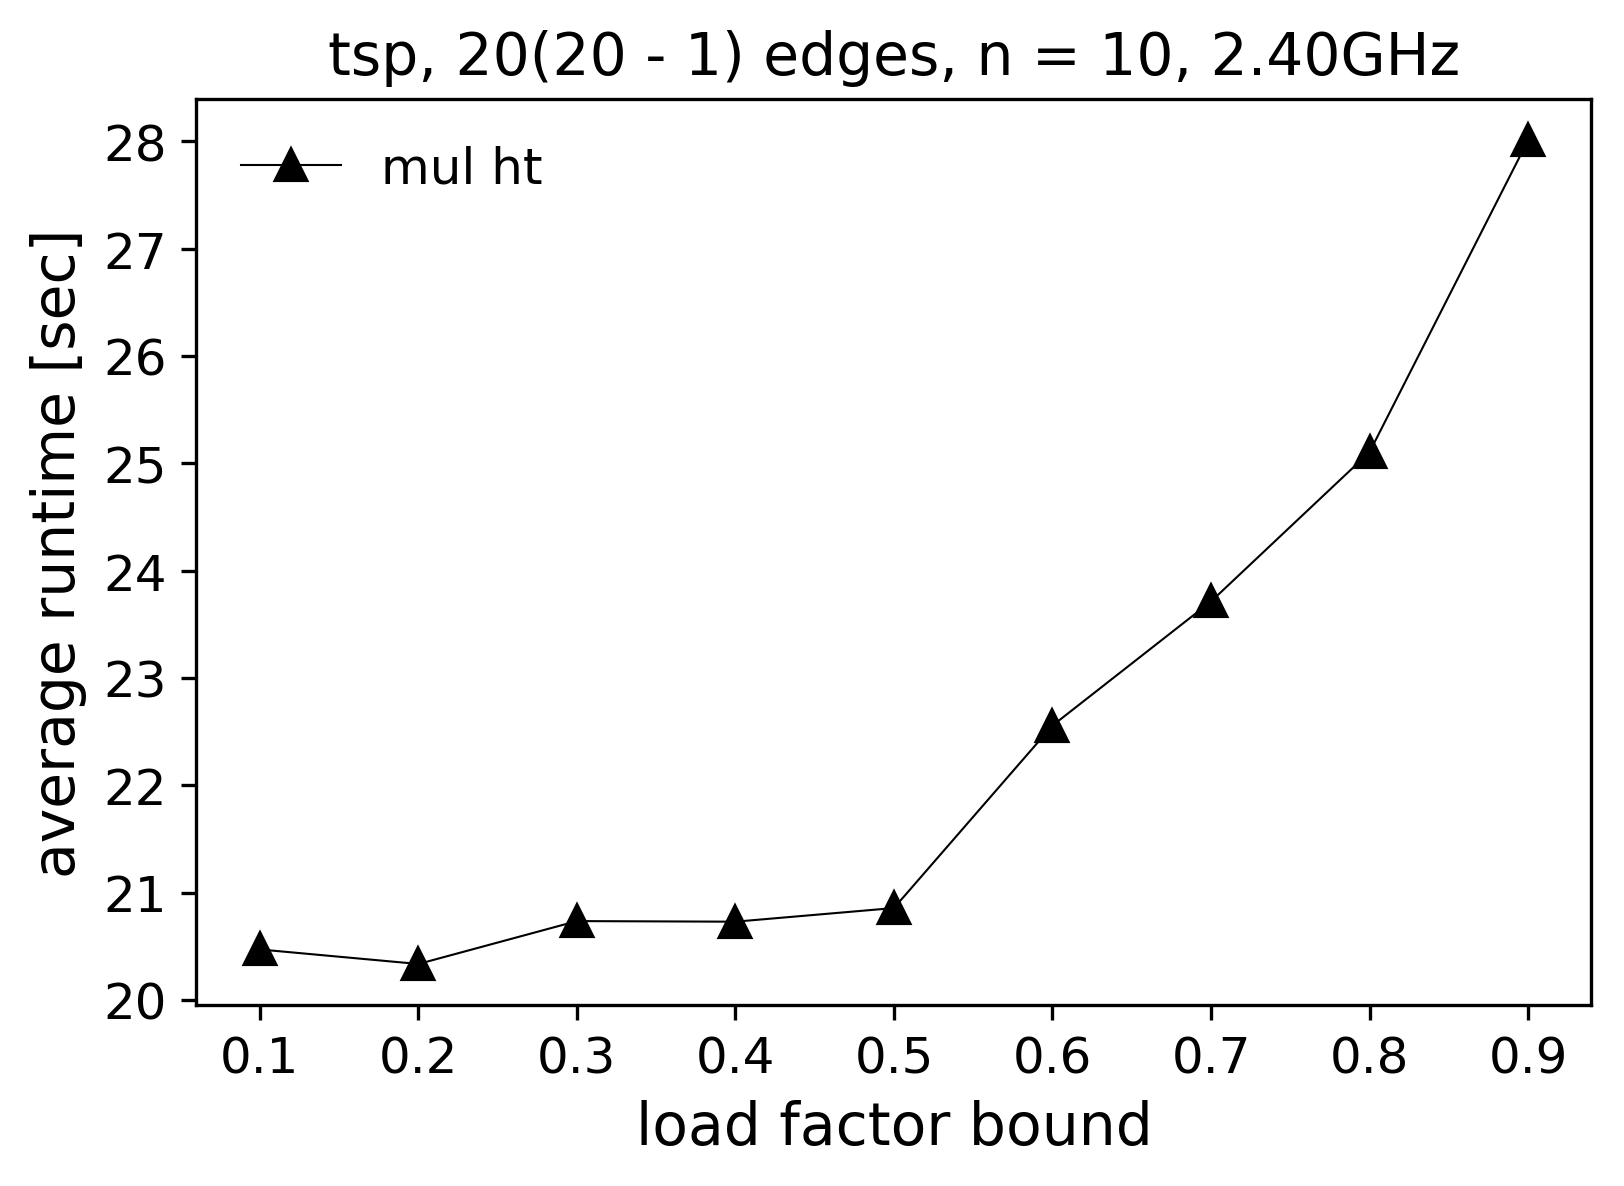 tsp, 20(20 - 1) edges, n = 10, 2.40GHz
mul ht
average runtime [sec]
28
27
26
25
24
23
22
21
20
0.1 0.2 0.3 0.4 0.5 0.6 0.7 0.8 0.9
load factor bound